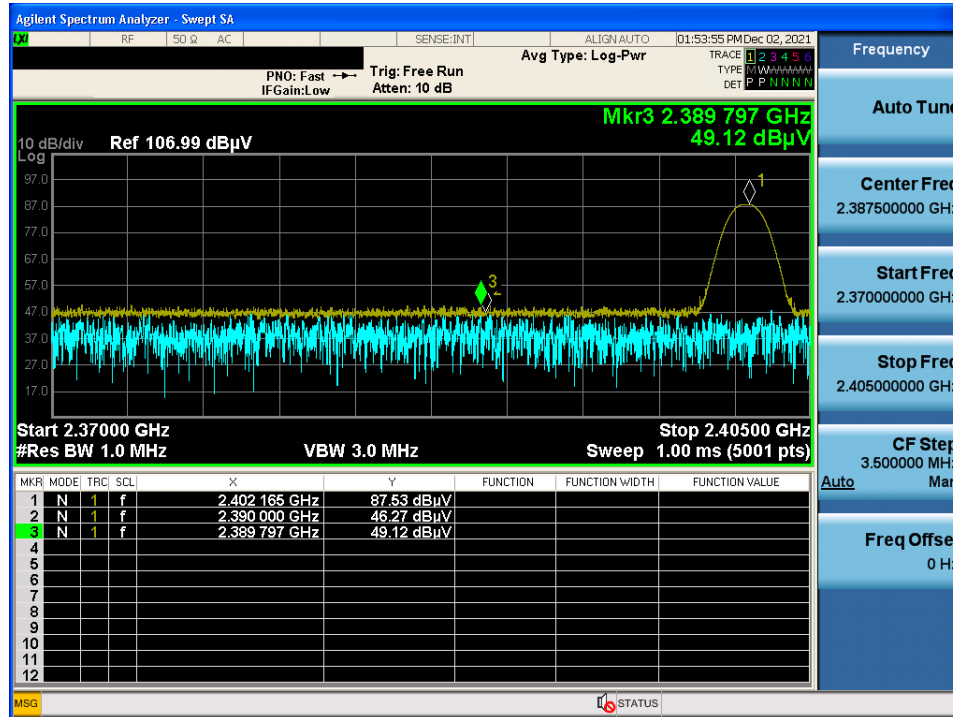 Agilent Spectrum Analyzer - Swept SA
LXI RF 50 Ω AC SENSE:INT ALIGN AUTO 01:53:55 PM Dec 02, 2021
Frequency
PNO: Fast Trig: Free Run Avg Type: Log-Pwr TRACE 1 2 3 4 5 6
IFGain:Low Atten: 10 dB TYPE M WWWWW
DET P P N N N N
Auto Tune
Mkr3 2.389 797 GHz
49.12 dBµV
10 dB/div Ref 106.99 dBµV
Log
97.0
87.0
77.0
67.0
57.0
47.0
37.0
27.0
17.0
1
3
2
Center Freq
2.387500000 GHz
Start Freq
2.370000000 GHz
Stop Freq
2.405000000 GHz
CF Step
3.500000 MHz
Auto Man
Freq Offset
0 Hz
Start 2.37000 GHz Stop 2.40500 GHz
#Res BW 1.0 MHz VBW 3.0 MHz Sweep 1.00 ms (5001 pts)
MKR MODE TRC SCL X Y FUNCTION FUNCTION WIDTH FUNCTION VALUE
1 N 1 f 2.402 165 GHz 87.53 dBµV
2 N 1 f 2.390 000 GHz 46.27 dBµV
3 N 1 f 2.389 797 GHz 49.12 dBµV
4
5
6
7
8
9
10
11
12
MSG STATUS